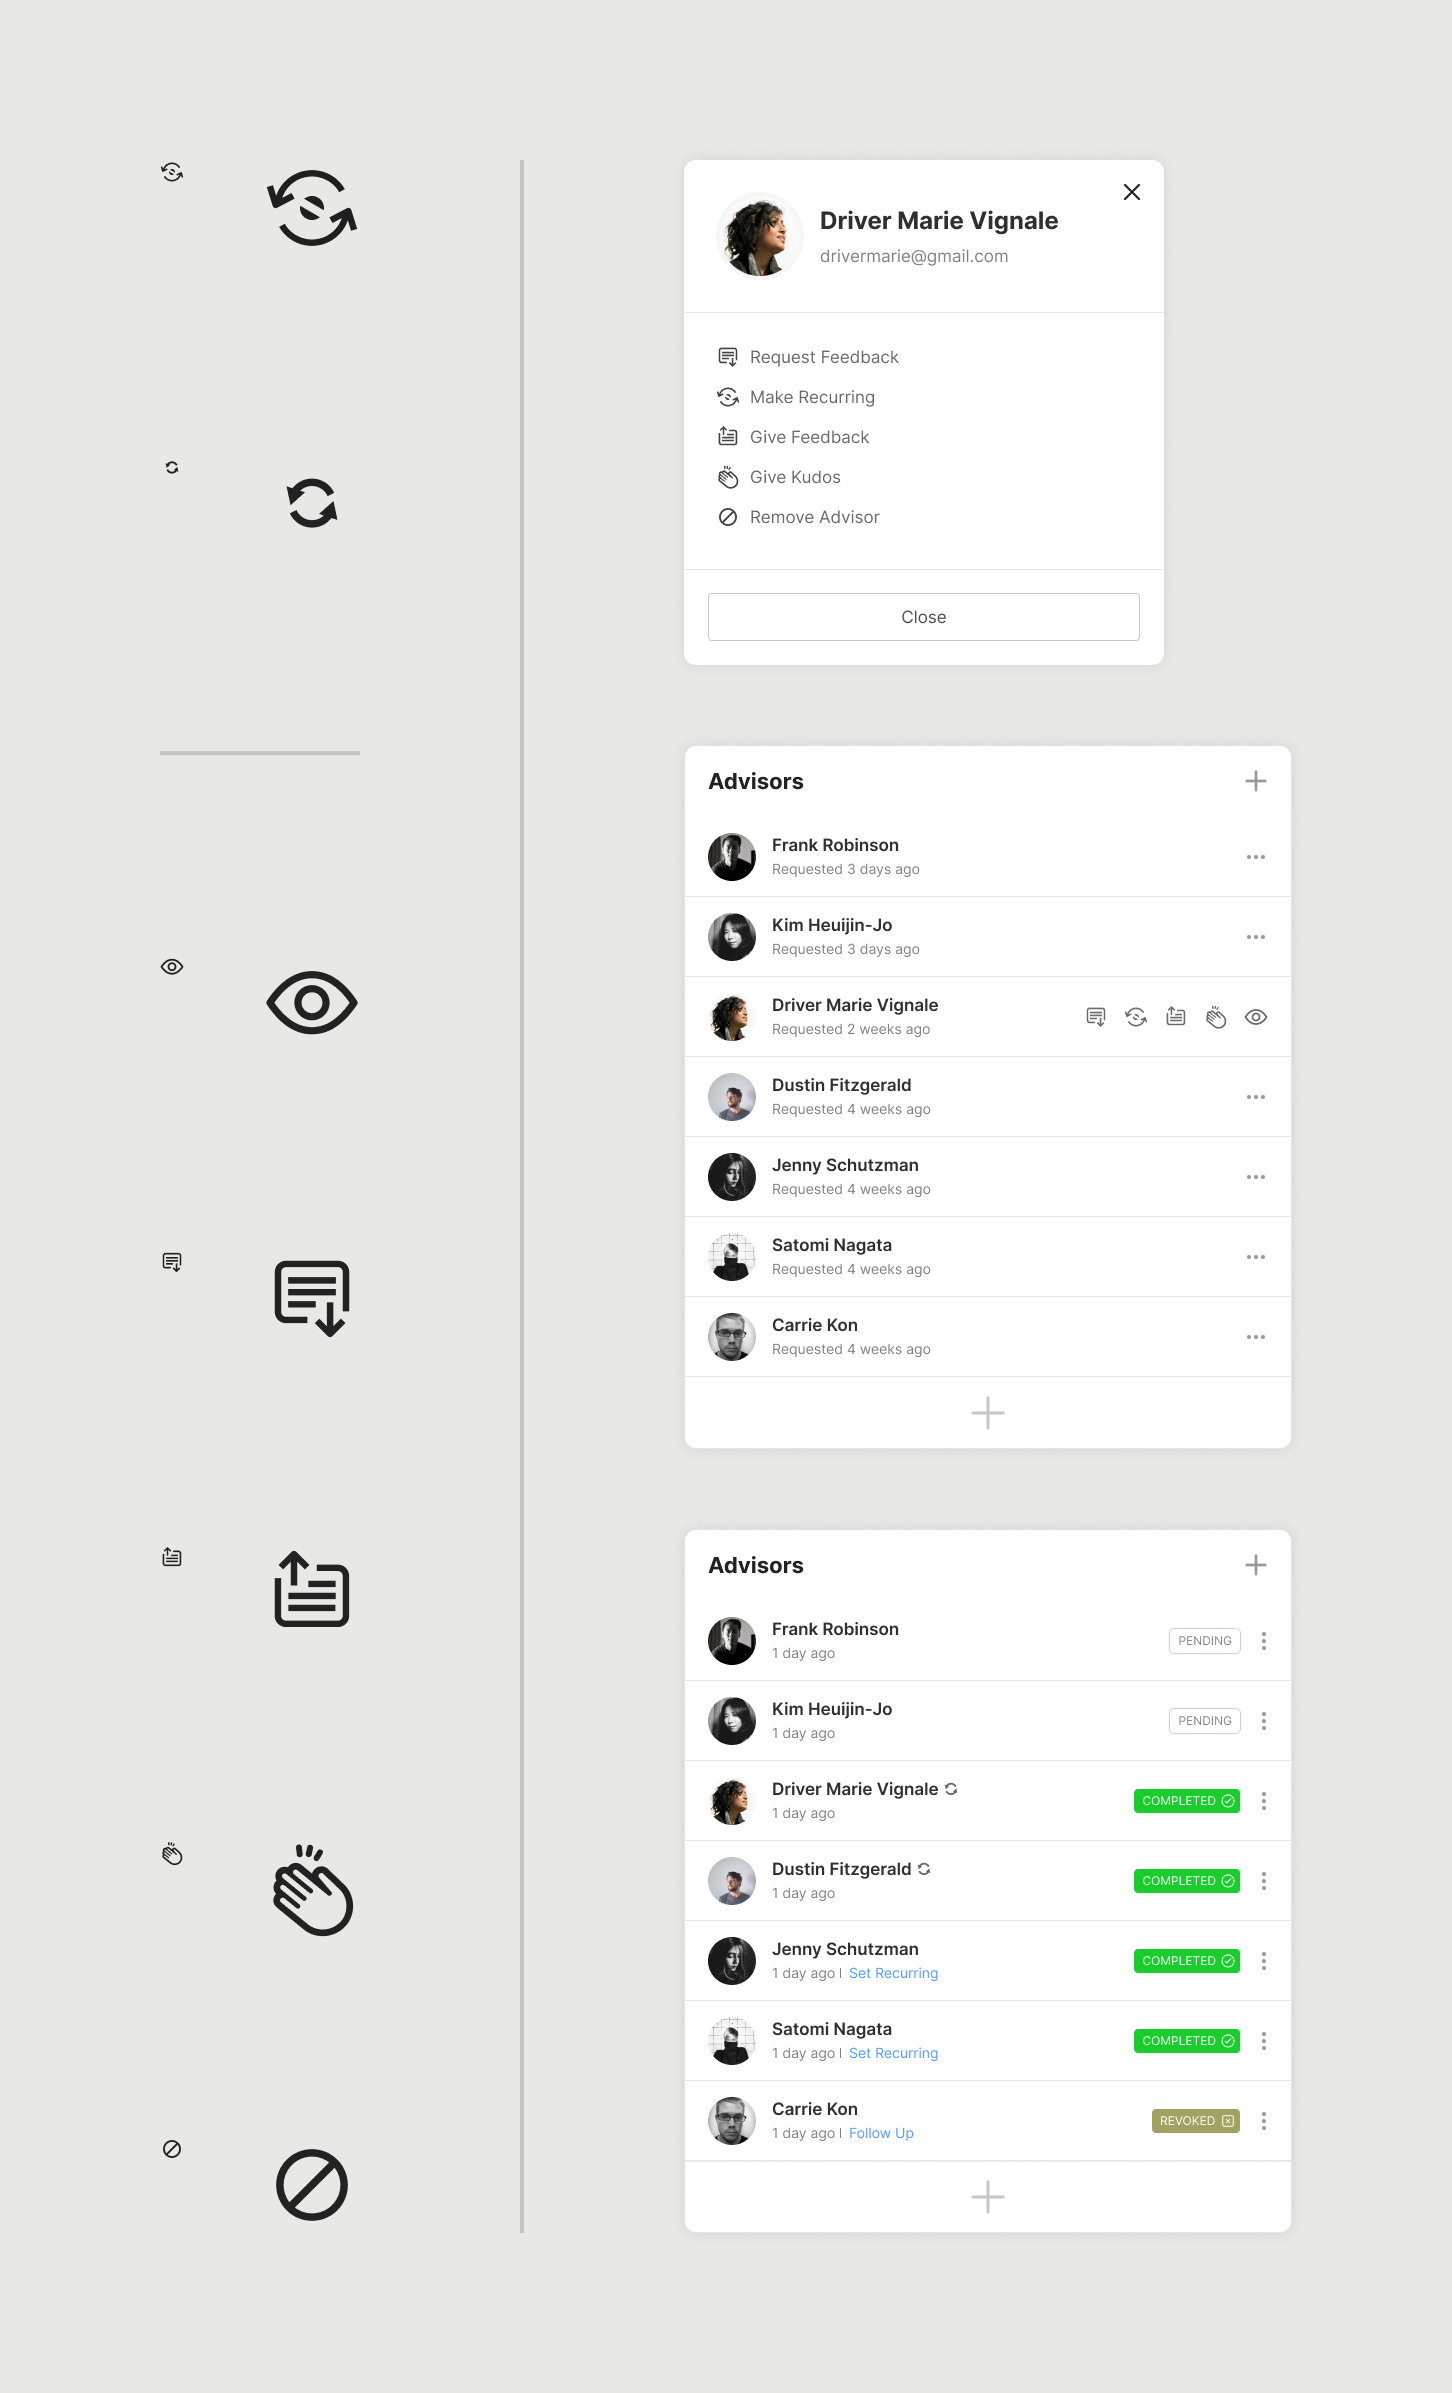 Driver Marie Vignale
drivermarie@gmail.com
Request Feedback
Make Recurring
Give Feedback
Give Kudos
Remove Advisor
Close
Advisors
Frank Robinson
Requested 3 days ago
Kim Heuijin-Jo
Requested 3 days ago
Driver Marie Vignale
Requested 2 weeks ago
Dustin Fitzgerald
Requested 4 weeks ago
Jenny Schutzman
Requested 4 weeks ago
Satomi Nagata
Requested 4 weeks ago
Carrie Kon
Requested 4 weeks ago
Advisors
Frank Robinson
1 day ago
PENDING
Kim Heuijin-Jo
1 day ago
PENDING
Driver Marie Vignale
1 day ago
COMPLETED
Dustin Fitzgerald
1 day ago
COMPLETED
Jenny Schutzman
1 day ago | Set Recurring
COMPLETED
Satomi Nagata
1 day ago | Set Recurring
COMPLETED
Carrie Kon
1 day ago | Follow Up
REVOKED